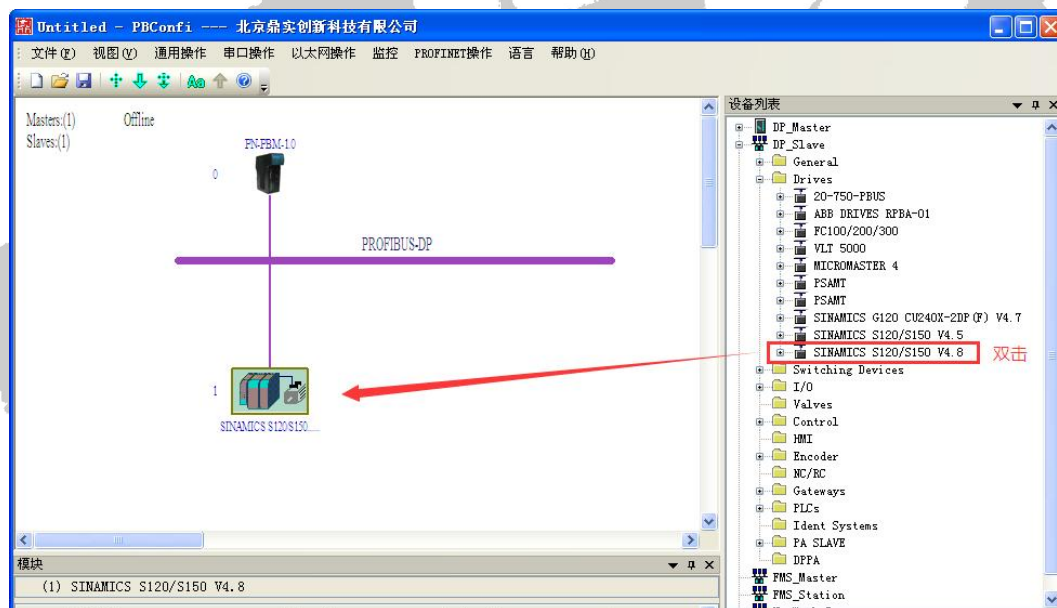 Untitled - PBConfi --- 北京鼎实创新科技有限公司
文件(F) 视图(V) 通用操作 串口操作 以太网操作 监控 PROFINET操作 语言 帮助(H)
Aa
Masters:(1) Offline
Slaves:(1)
PN-FBM-1.0
0
PROFIBUS-DP
1
SINAMICS S120/S150......
设备列表
DP_Master
DP_Slave
General
Drives
20-750-PBUS
ABB DRIVES RPBA-01
FC100/200/300
VLT 5000
MICROMASTER 4
PSAMT
PSAMT
SINAMICS G120 CU240X-2DP(F) V4.7
SINAMICS S120/S150 V4.5
SINAMICS S120/S150 V4.8 双击
Switching Devices
I/O
Valves
Control
HMI
Encoder
NC/RC
Gateways
PLCs
Ident Systems
PA SLAVE
DPPA
FMS_Master
FMS_Station
模块
(1) SINAMICS S120/S150 V4.8